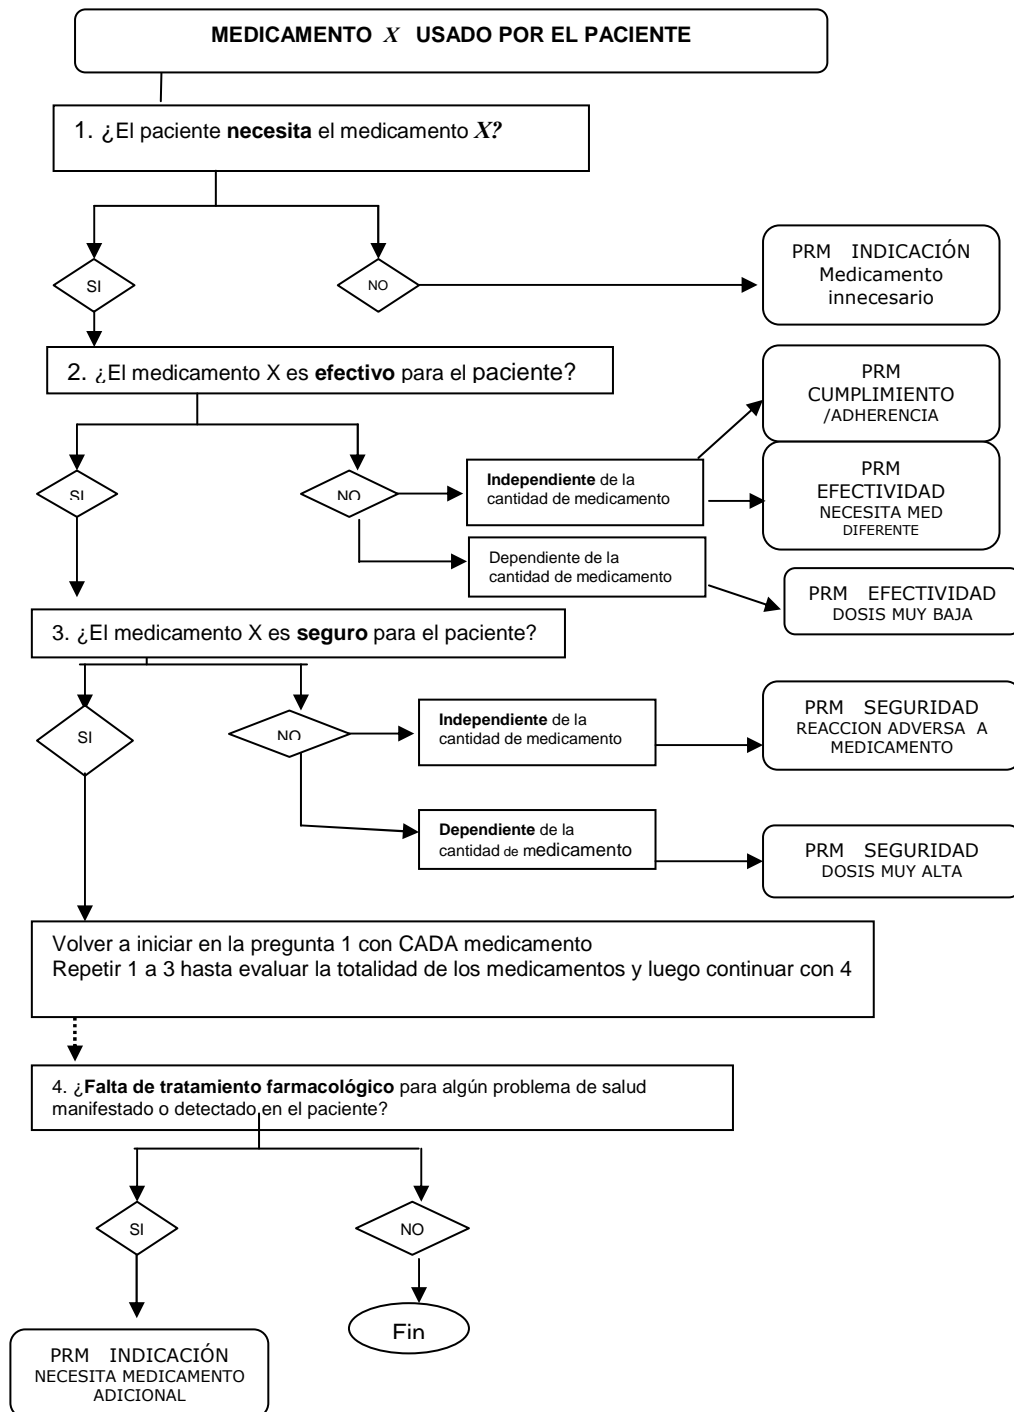 MEDICAMENTO X USADO POR EL PACIENTE
1. ¿El paciente necesita el medicamento X?
SI
NO
PRM INDICACIÓN
Medicamento
innecesario
2. ¿El medicamento X es efectivo para el paciente?
SI
NO
Independiente de la
cantidad de medicamento
PRM
CUMPLIMIENTO
/ADHERENCIA
PRM
EFECTIVIDAD
NECESITA MED
DIFERENTE
Dependiente de la
cantidad de medicamento
PRM EFECTIVIDAD
DOSIS MUY BAJA
3. ¿El medicamento X es seguro para el paciente?
SI
NO
Independiente de la
cantidad de medicamento
PRM SEGURIDAD
REACCION ADVERSA A
MEDICAMENTO
Dependiente de la
cantidad de medicamento
PRM SEGURIDAD
DOSIS MUY ALTA
Volver a iniciar en la pregunta 1 con CADA medicamento
Repetir 1 a 3 hasta evaluar la totalidad de los medicamentos y luego continuar con 4
4. ¿Falta de tratamiento farmacológico para algún problema de salud
manifestado o detectado en el paciente?
SI
NO
PRM INDICACIÓN
NECESITA MEDICAMENTO
ADICIONAL
Fin